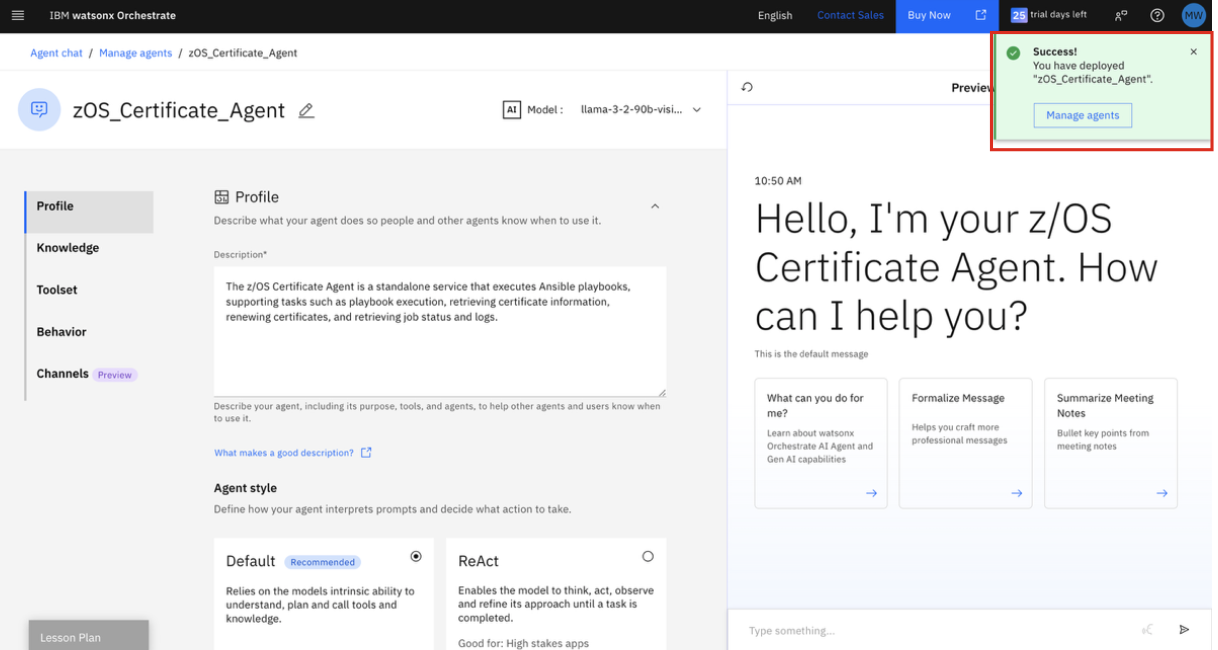 IBM watsonx Orchestrate
English
Contact Sales
Buy Now
25 trial days left
MW
Agent chat / Manage agents / zOS_Certificate_Agent
zOS_Certificate_Agent
AI Model :
llama-3-2-90b-visi...
Profile
Knowledge
Toolset
Behavior
Channels Preview
Profile
Describe what your agent does so people and other agents know when to use it.
Description*
The z/OS Certificate Agent is a standalone service that executes Ansible playbooks,
supporting tasks such as playbook execution, retrieving certificate information,
renewing certificates, and retrieving job status and logs.
Describe your agent, including its purpose, tools, and agents, to help other agents and users know when
to use it.
What makes a good description?
Agent style
Define how your agent interprets prompts and decide what action to take.
Default Recommended
Relies on the models intrinsic ability to
understand, plan and call tools and
knowledge.
ReAct
Enables the model to think, act, observe
and refine its approach until a task is
completed.
Good for: High stakes apps
Lesson Plan
Preview
Success!
You have deployed
"zOS_Certificate_Agent".
Manage agents
10:50 AM
Hello, I'm your z/OS
Certificate Agent. How
can I help you?
This is the default message
What can you do for
me?
Learn about watsonx
Orchestrate AI Agent and
Gen AI capabilities
Formalize Message
Helps you craft more
professional messages
Summarize Meeting
Notes
Bullet key points from
meeting notes
Type something...